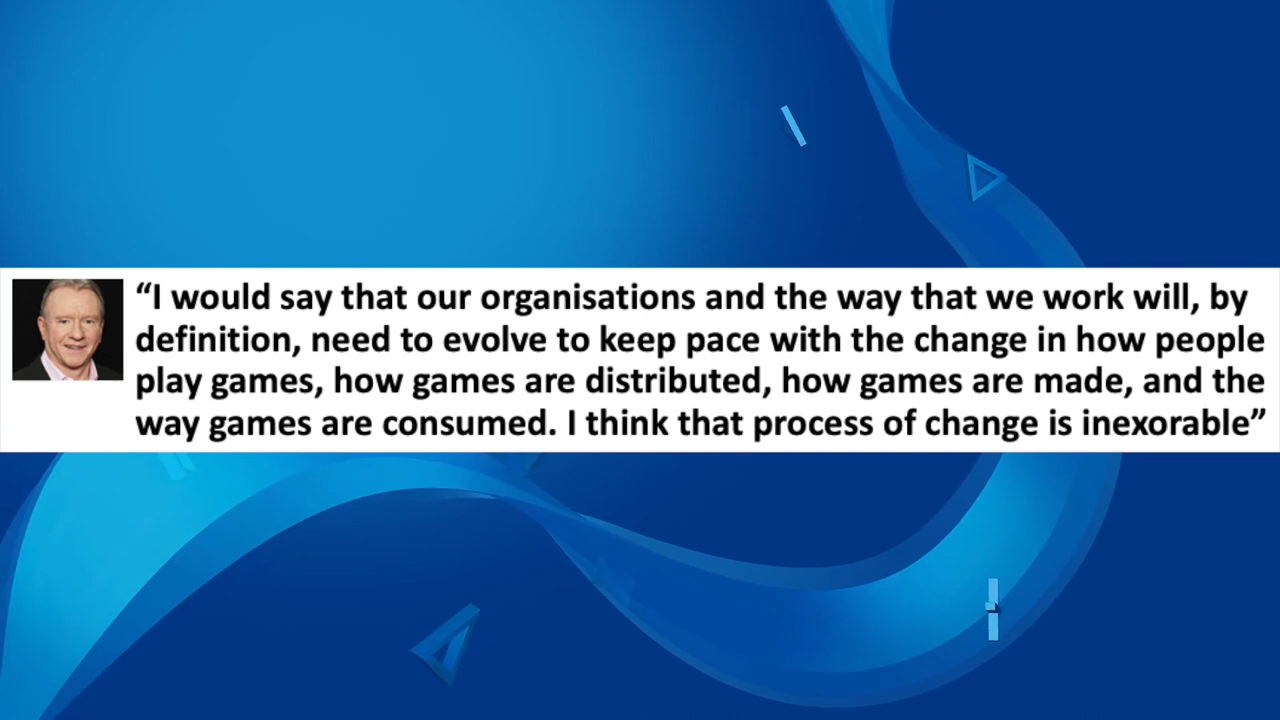 “I would say that our organisations and the way that we work will, by
definition, need to evolve to keep pace with the change in how people
play games, how games are distributed, how games are made, and the
way games are consumed. I think that process of change is inexorable”